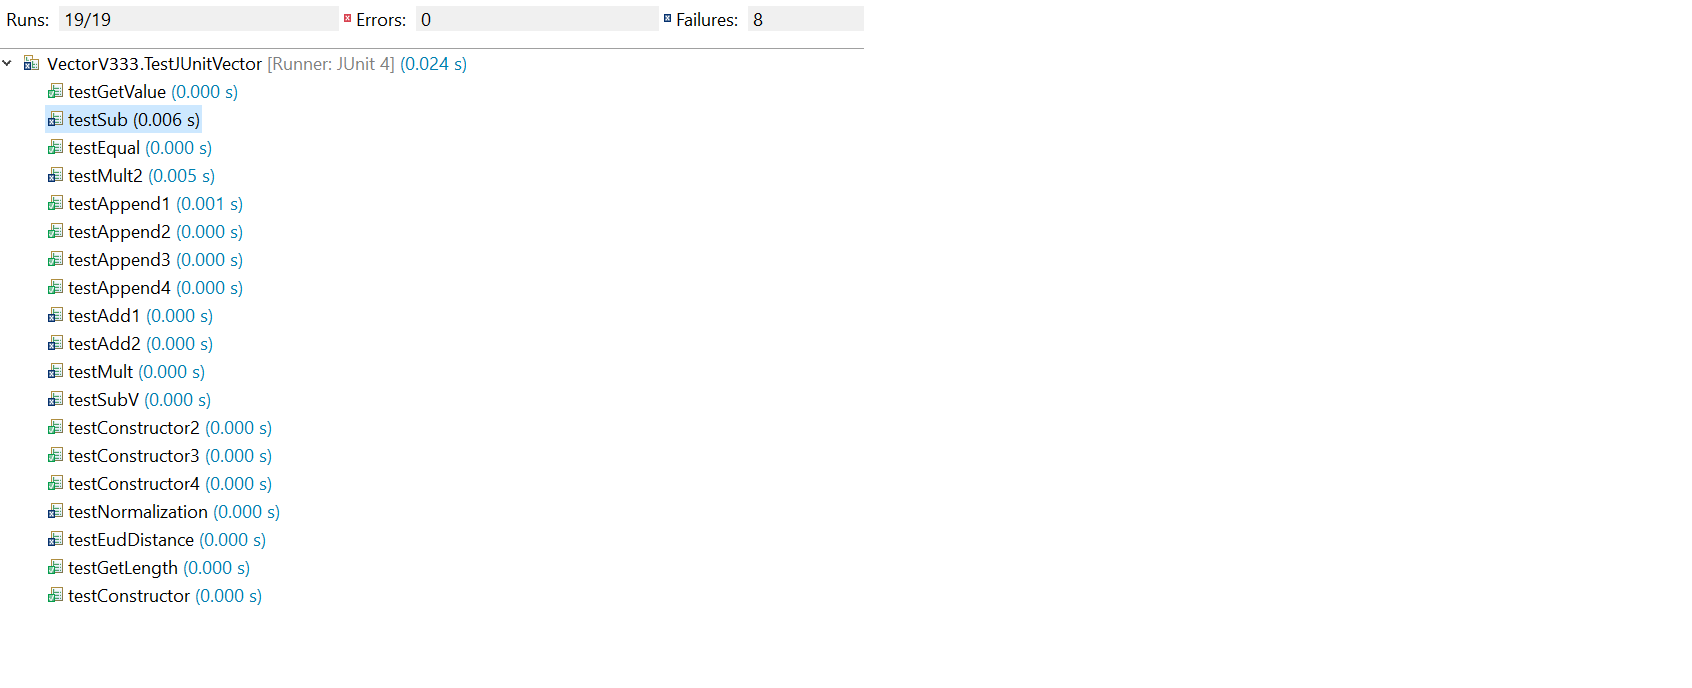 Runs: 19/19 Errors: 0 Failures: 8
VectorV333.TestJUnitVector [Runner: JUnit 4] (0.024 s)
testGetValue (0.000 s)
testSub (0.006 s)
testEqual (0.000 s)
testMult2 (0.005 s)
testAppend1 (0.001 s)
testAppend2 (0.000 s)
testAppend3 (0.000 s)
testAppend4 (0.000 s)
testAdd1 (0.000 s)
testAdd2 (0.000 s)
testMult (0.000 s)
testSubV (0.000 s)
testConstructor2 (0.000 s)
testConstructor3 (0.000 s)
testConstructor4 (0.000 s)
testNormalization (0.000 s)
testEudDistance (0.000 s)
testGetLength (0.000 s)
testConstructor (0.000 s)